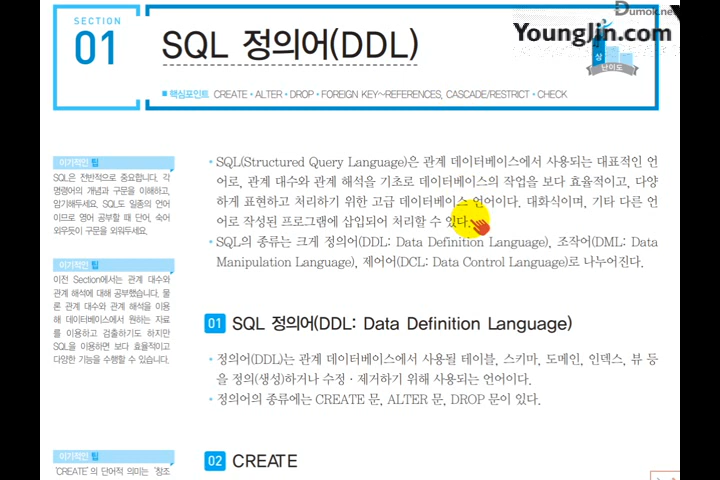 Dumok.ne
YoungJin.com
SECTION
01
SQL 정의어(DDL)
상
난이도
핵심포인트 CREATE • ALTER • DROP • FOREIGN KEY~REFERENCES, CASCADE/RESTRICT • CHECK
이기적인 팁
SQL은 전반적으로 중요합니다. 각
명령어의 개념과 구문을 이해하고,
암기해두세요. SQL도 일종의 언어
이므로 영어 공부할 때 단어, 숙어
외우듯이 구문을 외워두세요.
이기적인 팁
이전 Section에서는 관계 대수와
관계 해석에 대해 공부했습니다. 물
론 관계 대수와 관계 해석을 이용
해 데이터베이스에서 원하는 자료
를 이용하고 검출하기도 하지만
SQL을 이용하면 보다 효율적이고
다양한 기능을 수행할 수 있습니다.
이기적인 팁
'CREATE'의 단어적 의미는 '창조
• SQL(Structured Query Language)은 관계 데이터베이스에서 사용되는 대표적인 언
어로, 관계 대수와 관계 해석을 기초로 데이터베이스의 작업을 보다 효율적이고, 다양
하게 표현하고 처리하기 위한 고급 데이터베이스 언어이다. 대화식이며, 기타 다른 언
어로 작성된 프로그램에 삽입되어 처리할 수 있다.
• SQL의 종류는 크게 정의어(DDL: Data Definition Language), 조작어(DML: Data
Manipulation Language), 제어어(DCL: Data Control Language)로 나누어진다.
01 SQL 정의어(DDL: Data Definition Language)
• 정의어(DDL)는 관계 데이터베이스에서 사용될 테이블, 스키마, 도메인, 인덱스, 뷰 등
을 정의(생성)하거나 수정 · 제거하기 위해 사용되는 언어이다.
• 정의어의 종류에는 CREATE 문, ALTER 문, DROP 문이 있다.
02 CREATE